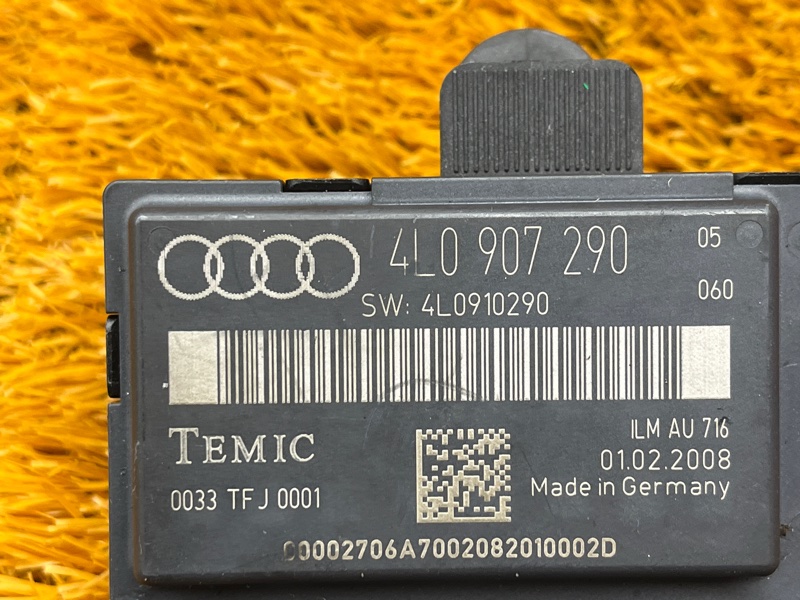 4L0 907 290 05
SW: 4L0910290 060
TEMIC
ILM AU 716
01.02.2008
0033 TFJ 0001
Made in Germany
00002706A7002082010002D